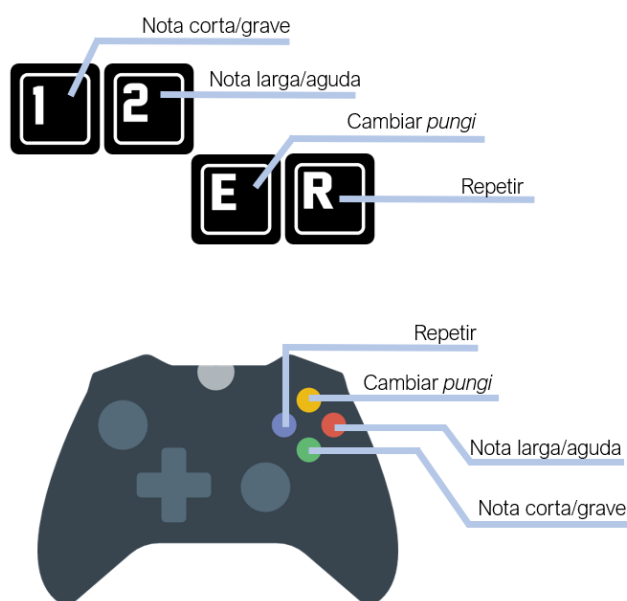 Nota corta/grave
1
2
Nota larga/aguda
Cambiar pungi
E
R
Repetir
Repetir
Cambiar pungi
Nota larga/aguda
Nota corta/grave